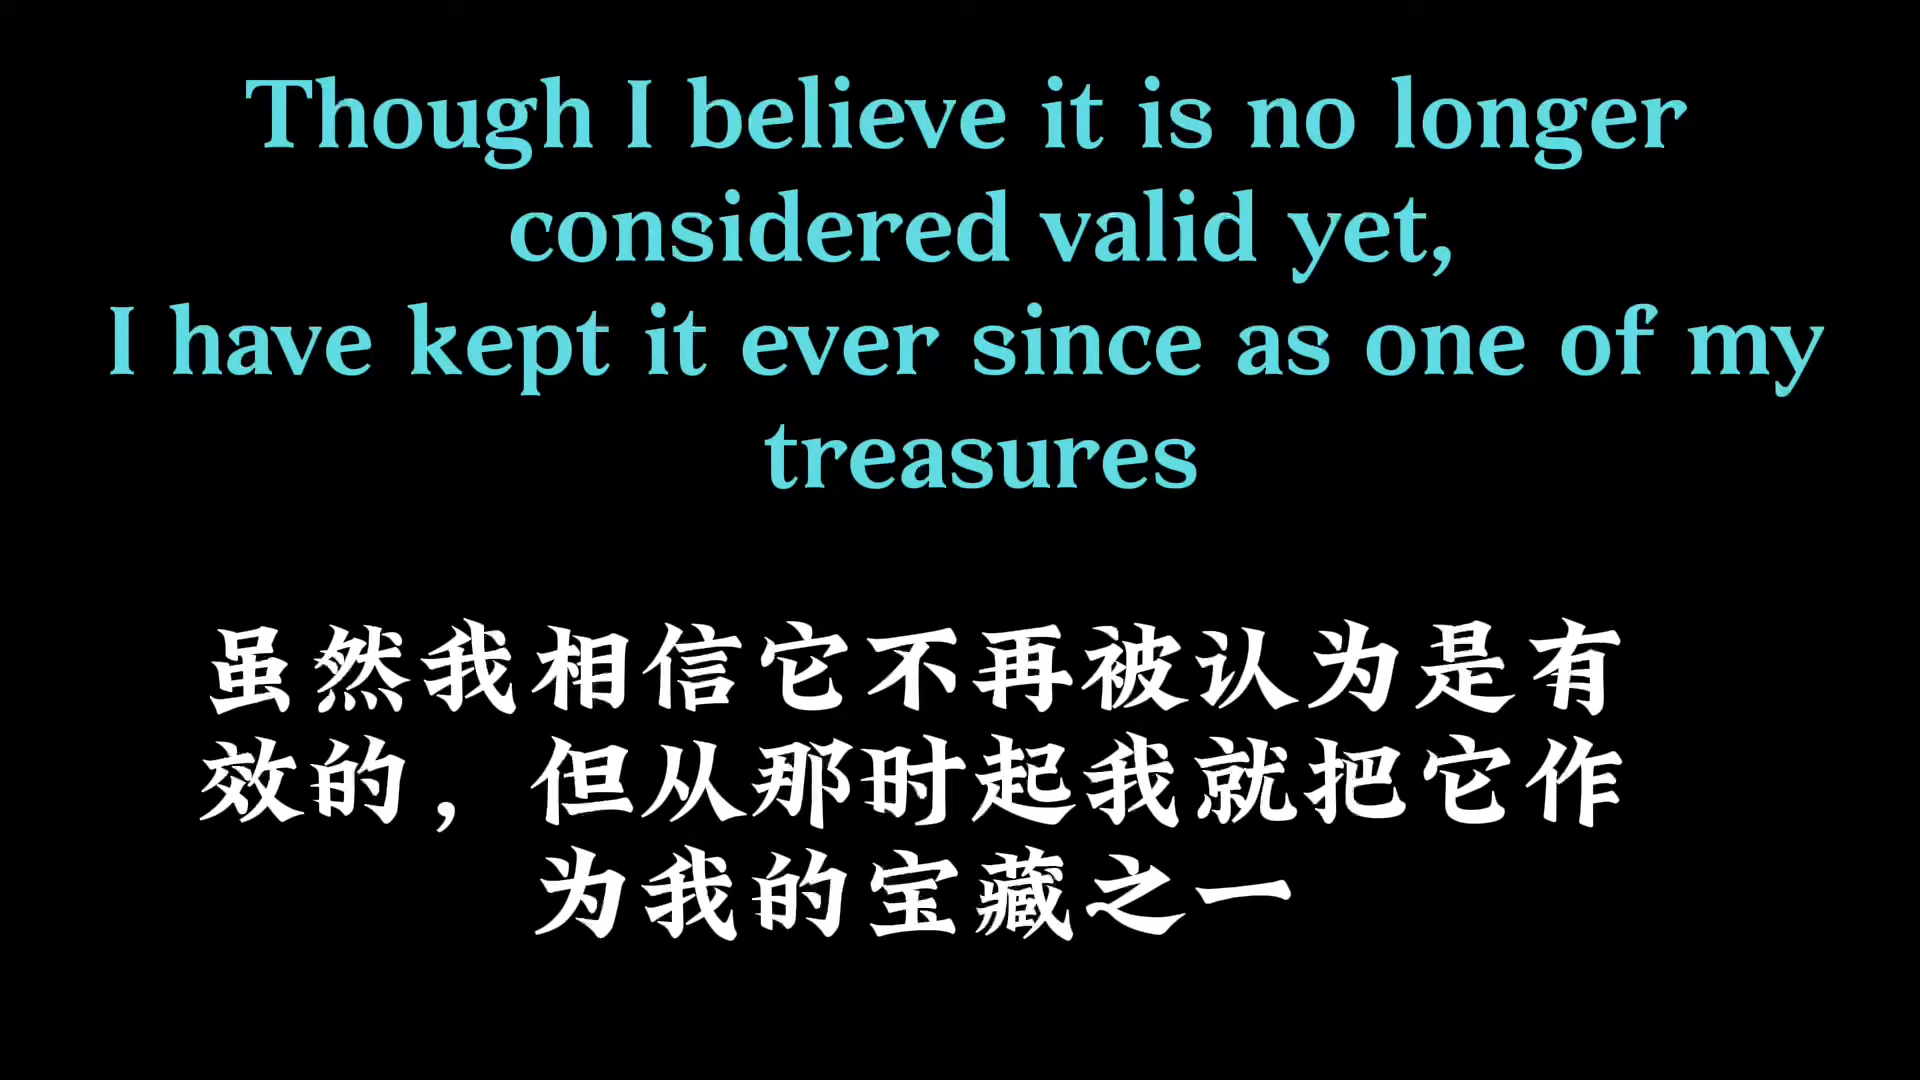 Though I believe it is no longer
considered valid yet,
I have kept it ever since as one of my
treasures
虽然我相信它不再被认为是有
效的，但从那时起我就把它作
为我的宝藏之一